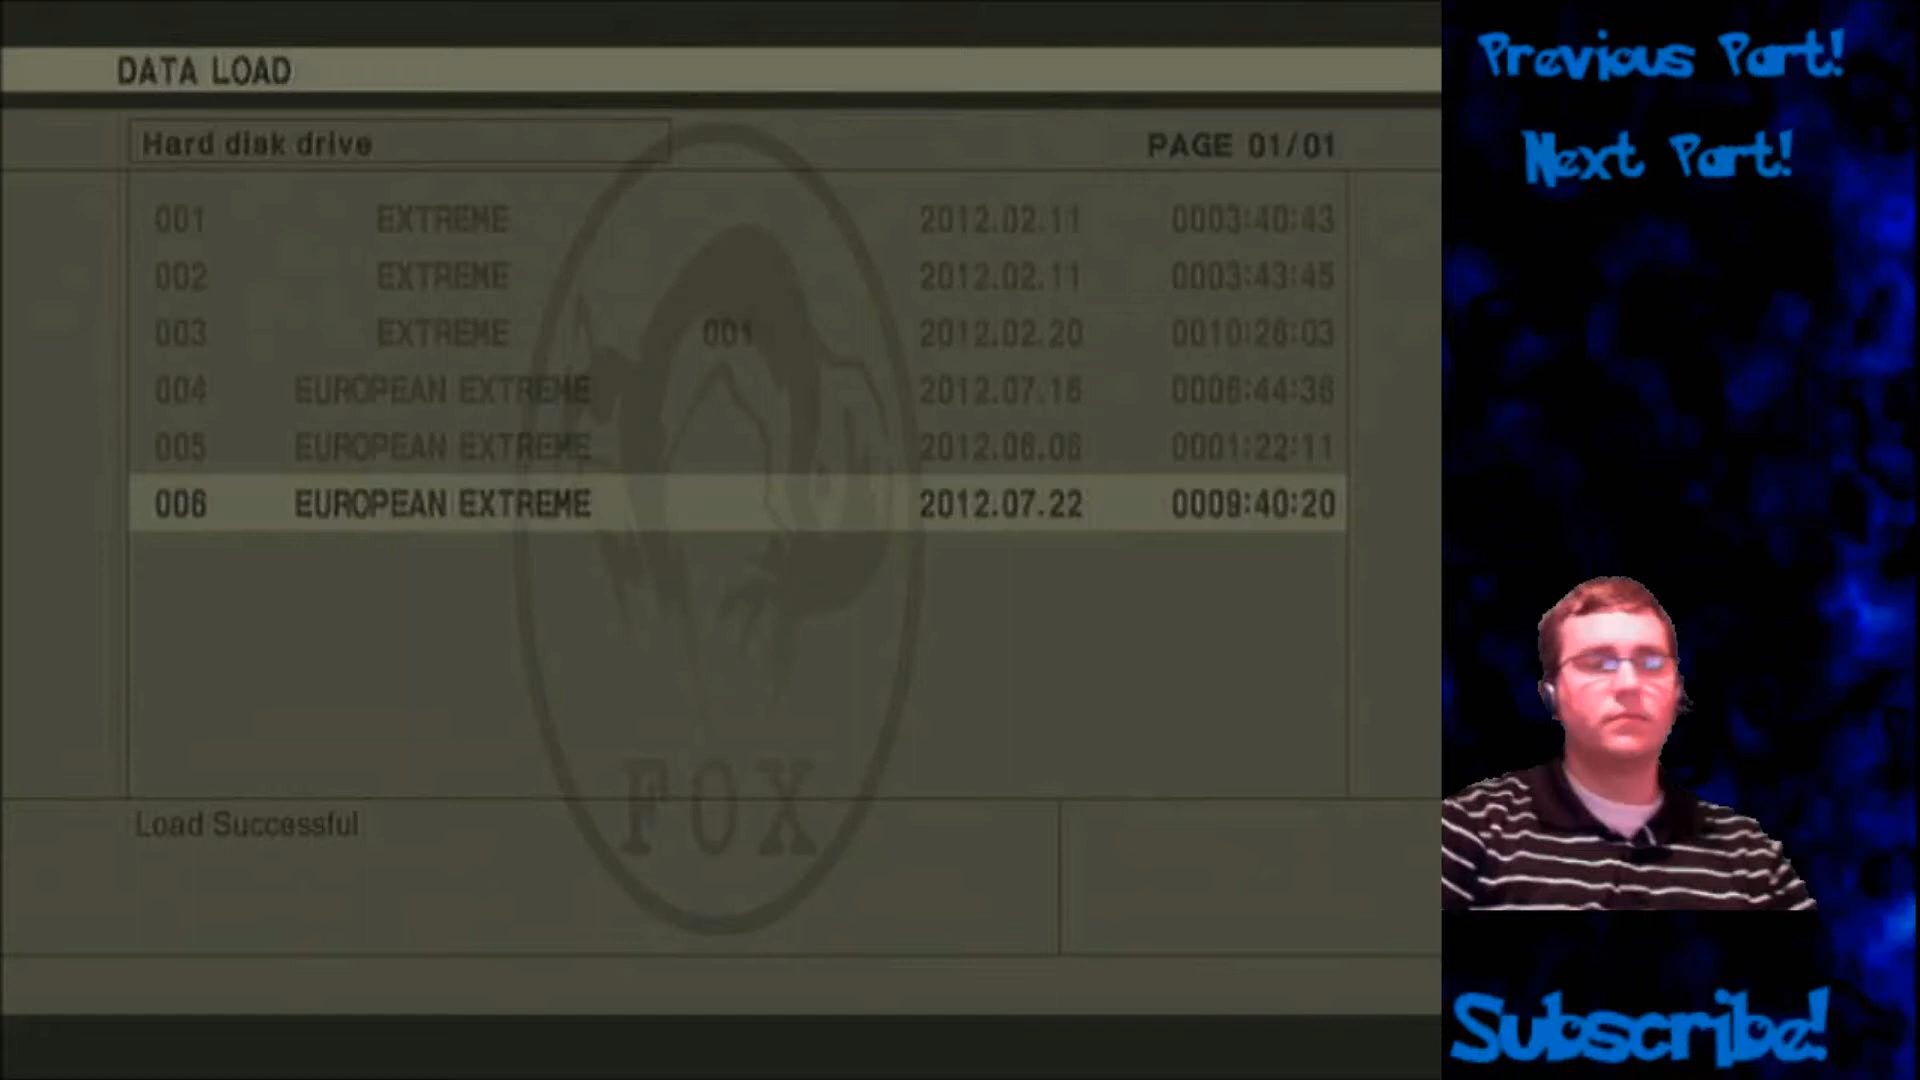 DATA LOAD
Hard disk drive PAGE 01/01
001 EXTREME 2012.02.11 0003:40:43
002 EXTREME 2012.02.11 0003:43:45
003 EXTREME 001 2012.02.20 0010:26:03
004 EUROPEAN EXTREME 2012.07.16 0006:44:36
005 EUROPEAN EXTREME 2012.06.06 0001:22:11
006 EUROPEAN EXTREME 2012.07.22 0009:40:20
FOX
Load Successful
Previous Part!
Next Part!
Subscribe!